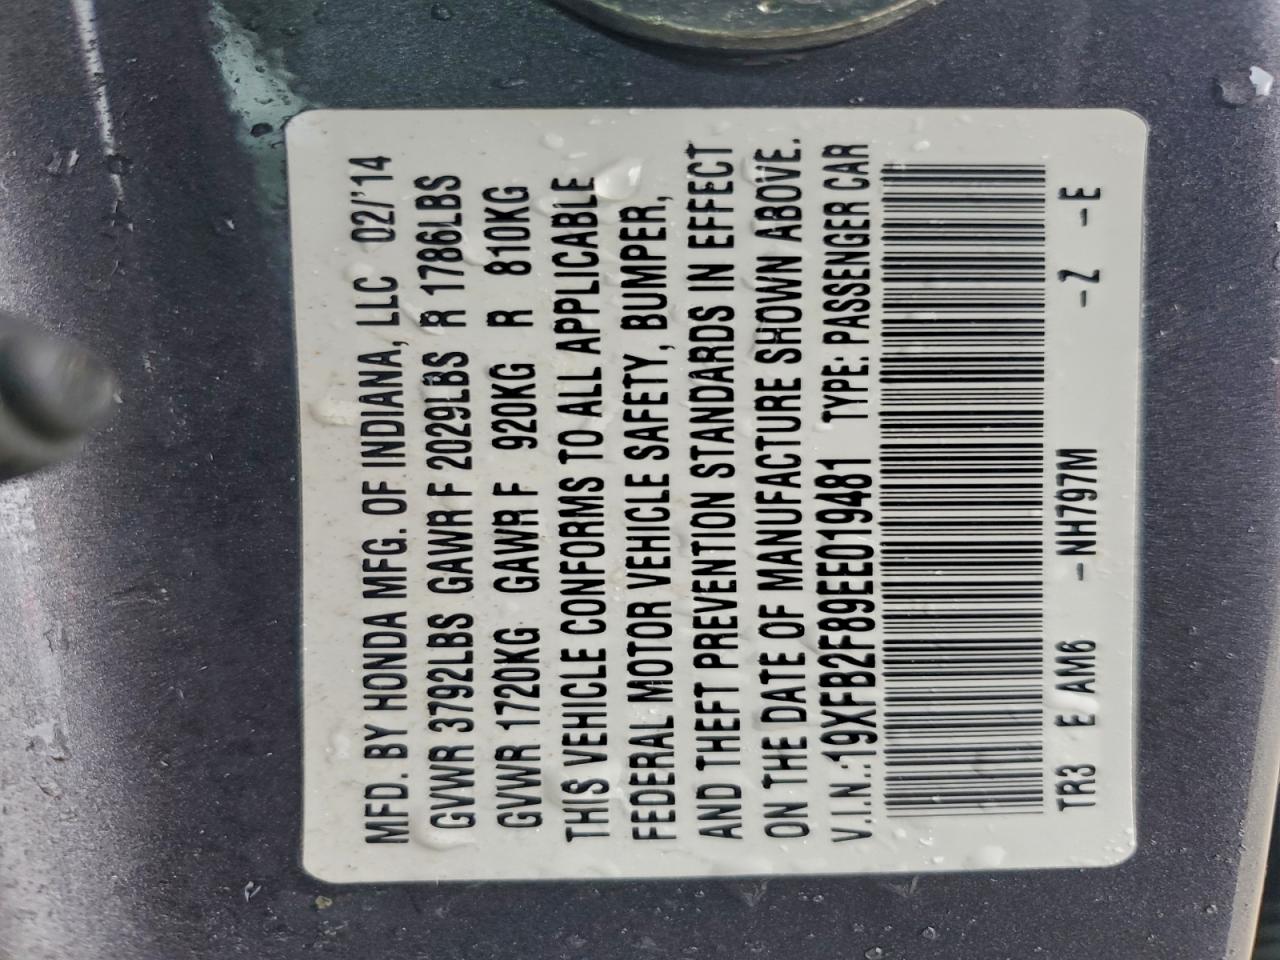 MFD. BY HONDA MFG. OF INDIANA, LLC 02/'14
GVWR 3792LBS GAWR F 2029LBS R 1786LBS
GVWR 1720KG GAWR F 920KG R 810KG
THIS VEHICLE CONFORMS TO ALL APPLICABLE
FEDERAL MOTOR VEHICLE SAFETY, BUMPER,
AND THEFT PREVENTION STANDARDS IN EFFECT
ON THE DATE OF MANUFACTURE SHOWN ABOVE.
V.I.N.:19XFB2F89EE019481 TYPE: PASSENGER CAR
TR3 E AM6 -NH797M -Z -E